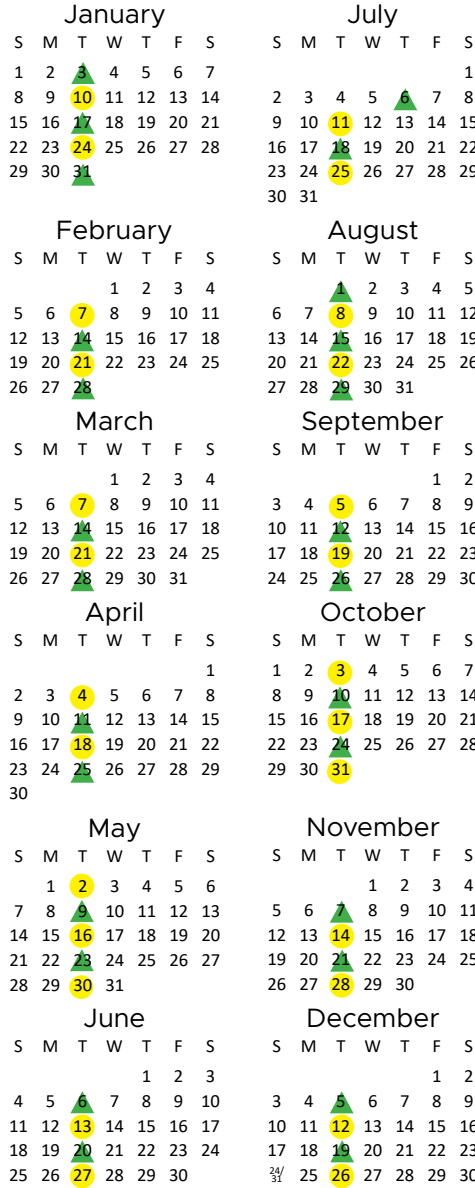 January
S M T W T F S
1 2 3 4 5 6 7
8 9 10 11 12 13 14
15 16 17 18 19 20 21
22 23 24 25 26 27 28
29 30 31
February
S M T W T F S
1 2 3 4
5 6 7 8 9 10 11
12 13 14 15 16 17 18
19 20 21 22 23 24 25
26 27 28
March
S M T W T F S
1 2 3 4
5 6 7 8 9 10 11
12 13 14 15 16 17 18
19 20 21 22 23 24 25
26 27 28 29 30 31
April
S M T W T F S
1
2 3 4 5 6 7 8
9 10 11 12 13 14 15
16 17 18 19 20 21 22
23 24 25 26 27 28 29
30
May
S M T W T F S
1 2 3 4 5 6
7 8 9 10 11 12 13
14 15 16 17 18 19 20
21 22 23 24 25 26 27
28 29 30 31
June
S M T W T F S
1 2 3
4 5 6 7 8 9 10
11 12 13 14 15 16 17
18 19 20 21 22 23 24
25 26 27 28 29 30
July
S M T W T F S
1
2 3 4 5 6 7 8
9 10 11 12 13 14 15
16 17 18 19 20 21 22
23 24 25 26 27 28 29
30 31
August
S M T W T F S
1 2 3 4 5
6 7 8 9 10 11 12
13 14 15 16 17 18 19
20 21 22 23 24 25 26
27 28 29 30 31
September
S M T W T F S
1 2
3 4 5 6 7 8 9
10 11 12 13 14 15 16
17 18 19 20 21 22 23
24 25 26 27 28 29 30
October
S M T W T F S
1 2 3 4 5 6 7
8 9 10 11 12 13 14
15 16 17 18 19 20 21
22 23 24 25 26 27 28
29 30 31
November
S M T W T F S
1 2 3 4
5 6 7 8 9 10 11
12 13 14 15 16 17 18
19 20 21 22 23 24 25
26 27 28 29 30
December
S M T W T F S
1 2
3 4 5 6 7 8 9
10 11 12 13 14 15 16
17 18 19 20 21 22 23
24/31 25 26 27 28 29 30